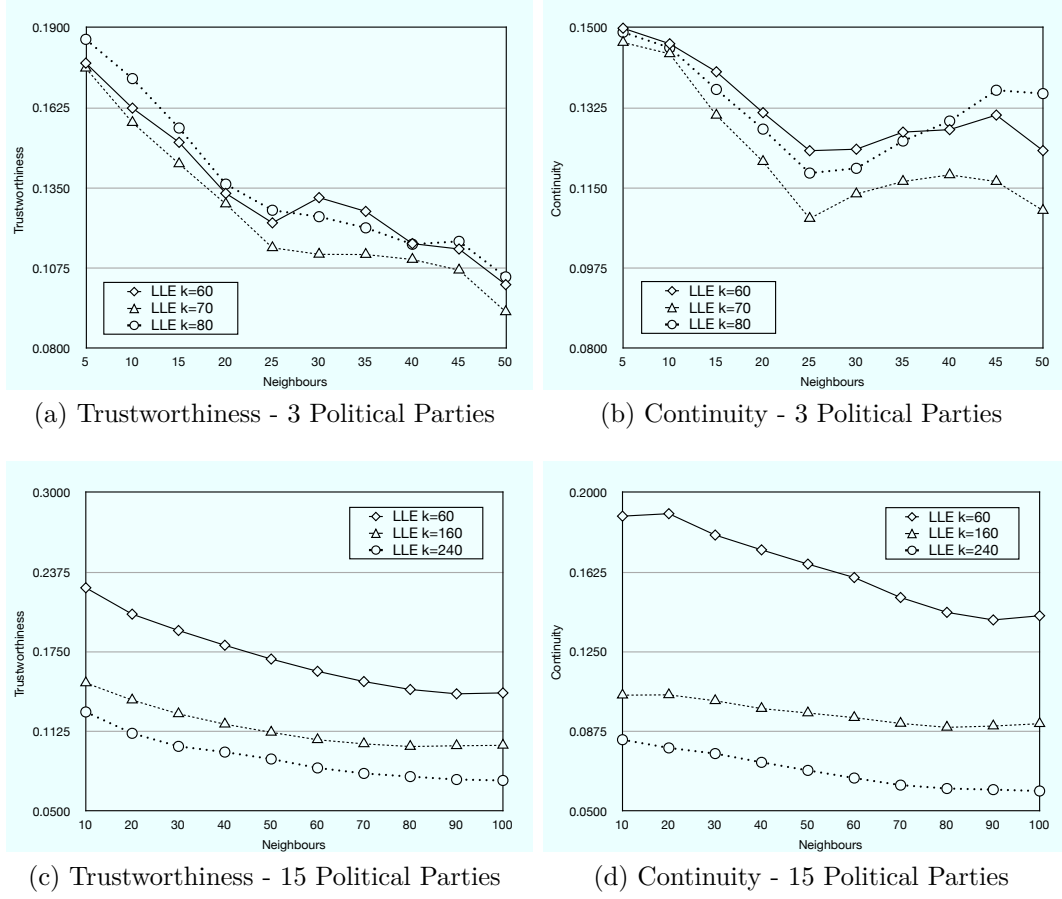 0.1900
0.1625
0.1350
0.1075
0.0800
Trustworthiness
LLE k=60
LLE k=70
LLE k=80
5 10 15 20 25 30 35 40 45 50
Neighbours
(a) Trustworthiness - 3 Political Parties
0.1500
0.1325
0.1150
0.0975
0.0800
Continuity
LLE k=60
LLE k=70
LLE k=80
5 10 15 20 25 30 35 40 45 50
Neighbours
(b) Continuity - 3 Political Parties
0.3000
0.2375
0.1750
0.1125
0.0500
Trustworthiness
LLE k=60
LLE k=160
LLE k=240
10 20 30 40 50 60 70 80 90 100
Neighbours
(c) Trustworthiness - 15 Political Parties
0.2000
0.1625
0.1250
0.0875
0.0500
Continuity
LLE k=60
LLE k=160
LLE k=240
10 20 30 40 50 60 70 80 90 100
Neighbours
(d) Continuity - 15 Political Parties